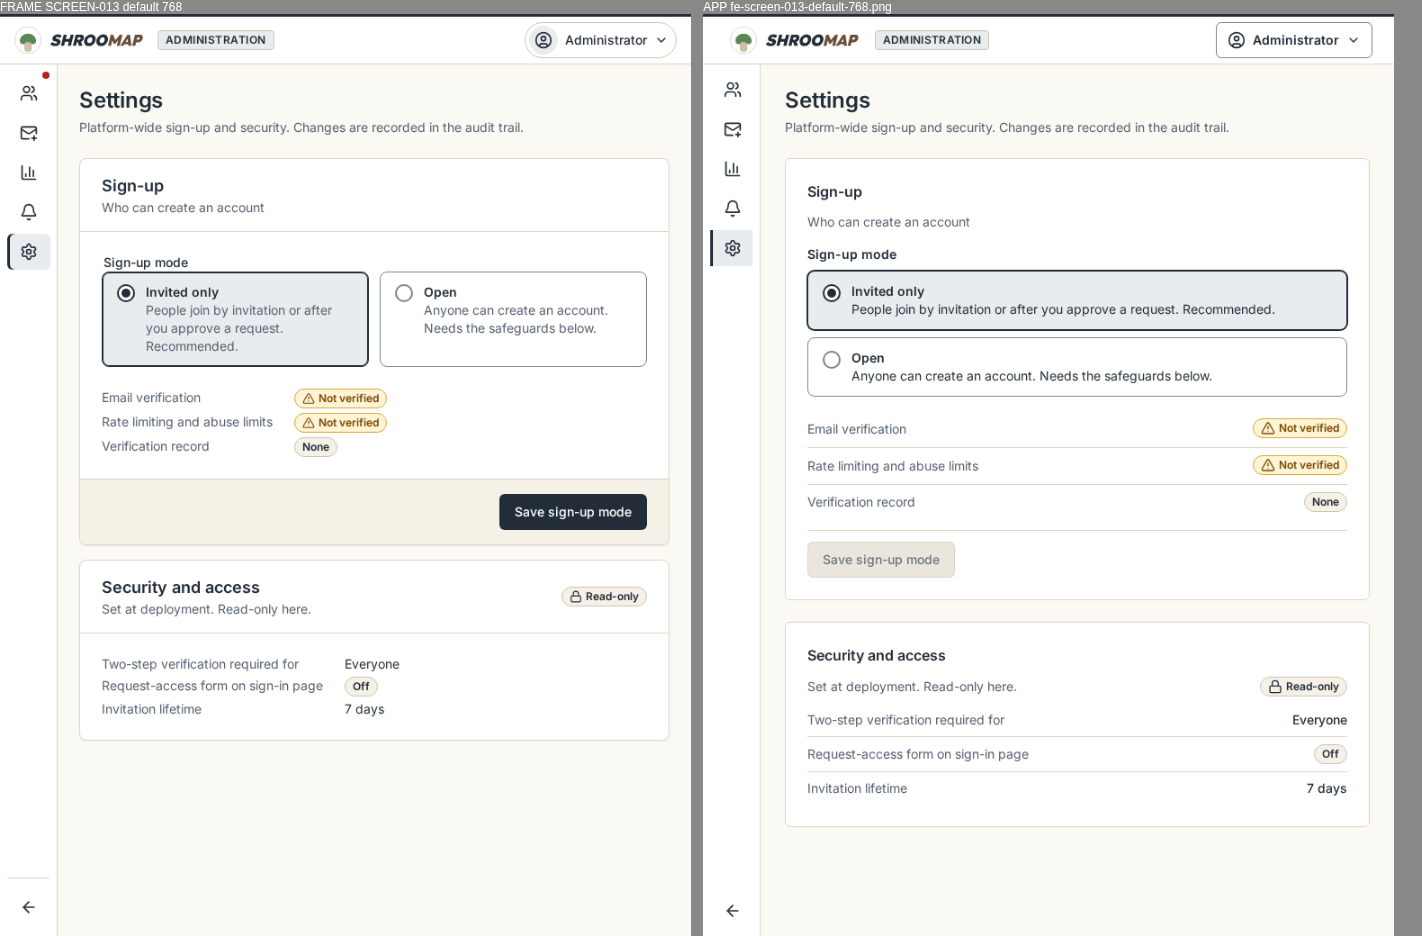 FRAME SCREEN-013 default 768
SHROOMAP
ADMINISTRATION
Administrator
Settings
Platform-wide sign-up and security. Changes are recorded in the audit trail.
Sign-up
Who can create an account
Sign-up mode
Invited only
People join by invitation or after
you approve a request.
Recommended.
Open
Anyone can create an account.
Needs the safeguards below.
Email verification
Not verified
Rate limiting and abuse limits
Not verified
Verification record
None
Save sign-up mode
Security and access
Set at deployment. Read-only here.
Read-only
Two-step verification required for
Everyone
Request-access form on sign-in page
Off
Invitation lifetime
7 days
APP fe-screen-013-default-768.png
SHROOMAP
ADMINISTRATION
Administrator
Settings
Platform-wide sign-up and security. Changes are recorded in the audit trail.
Sign-up
Who can create an account
Sign-up mode
Invited only
People join by invitation or after you approve a request. Recommended.
Open
Anyone can create an account. Needs the safeguards below.
Email verification
Not verified
Rate limiting and abuse limits
Not verified
Verification record
None
Save sign-up mode
Security and access
Set at deployment. Read-only here.
Read-only
Two-step verification required for
Everyone
Request-access form on sign-in page
Off
Invitation lifetime
7 days